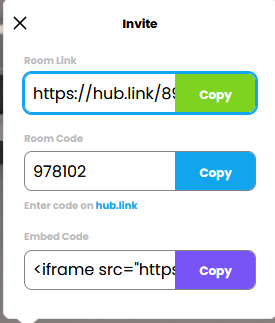 Invite
Room Link
https://hub.link/89 Copy
Room Code
978102 Copy
Enter code on hub.link
Embed Code
<iframe src="https Copy